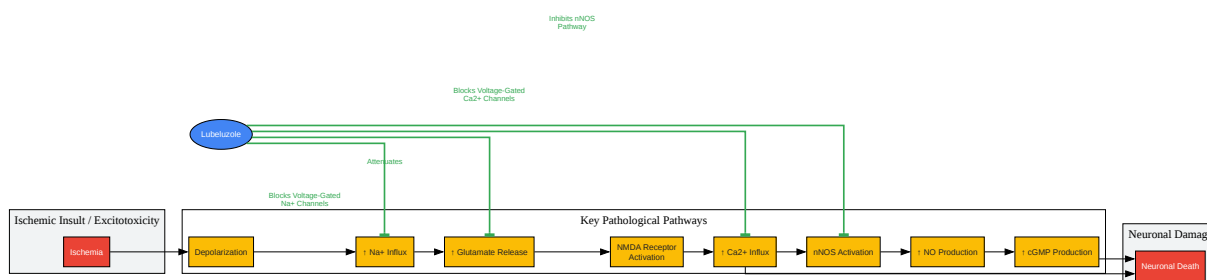 Inhibits nNOS
Pathway
Blocks Voltage-Gated
Ca2+ Channels
Lubeluzole
Attenuates
Blocks Voltage-Gated
Na+ Channels
Ischemic Insult / Excitotoxicity
Key Pathological Pathways
Neuronal Damag
Ischemia
Depolarization
↑ Na+ Influx
↑ Glutamate Release
NMDA Receptor
Activation
↑ Ca2+ Influx
nNOS Activation
↑ NO Production
↑ cGMP Production
Neuronal Death